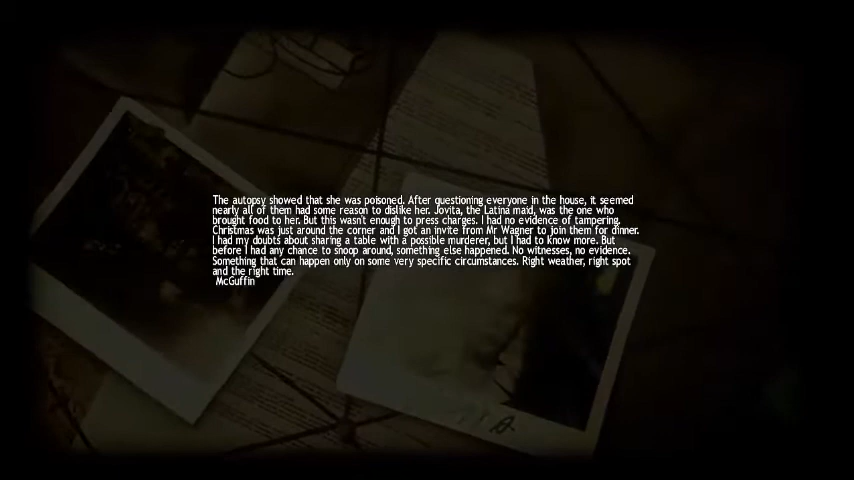 The autopsy showed that she was poisoned. After questioning everyone in the house, it seemed
nearly all of them had some reason to dislike her. Jovita, the Latina maid, was the one who
brought food to her. But this wasn't enough to press charges. I had no evidence of tampering.
Christmas was just around the corner and I got an invite from Mr Wagner to join them for dinner.
I had my doubts about sharing a table with a possible murderer, but I had to know more. But
before I had any chance to snoop around, something else happened. No witnesses, no evidence.
Something that can happen only on some very specific circumstances. Right weather, right spot
and the right time.
McGuffin